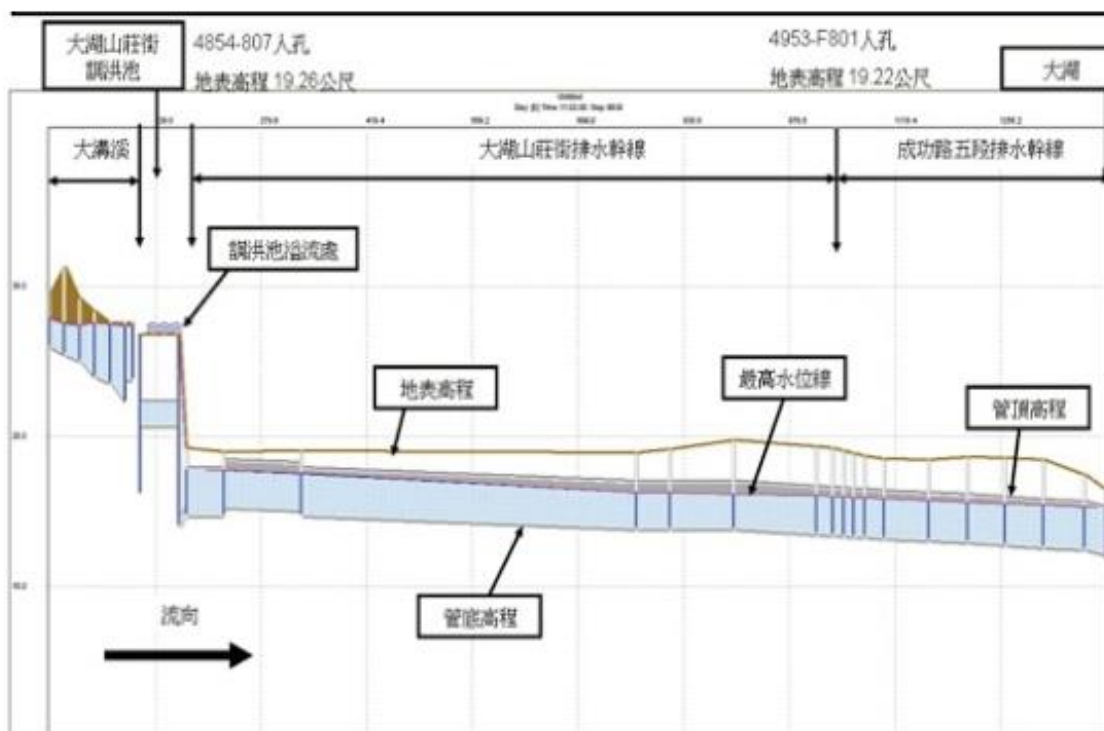 大湖山莊街
調洪池
4854-807人孔
地表高程 19.26公尺
4953-F801人孔
地表高程 19.22公尺
大湖
大溝溪
大湖山莊街排水幹線
成功路五段排水幹線
調洪池溢流處
地表高程
最高水位線
管頂高程
管底高程
流向